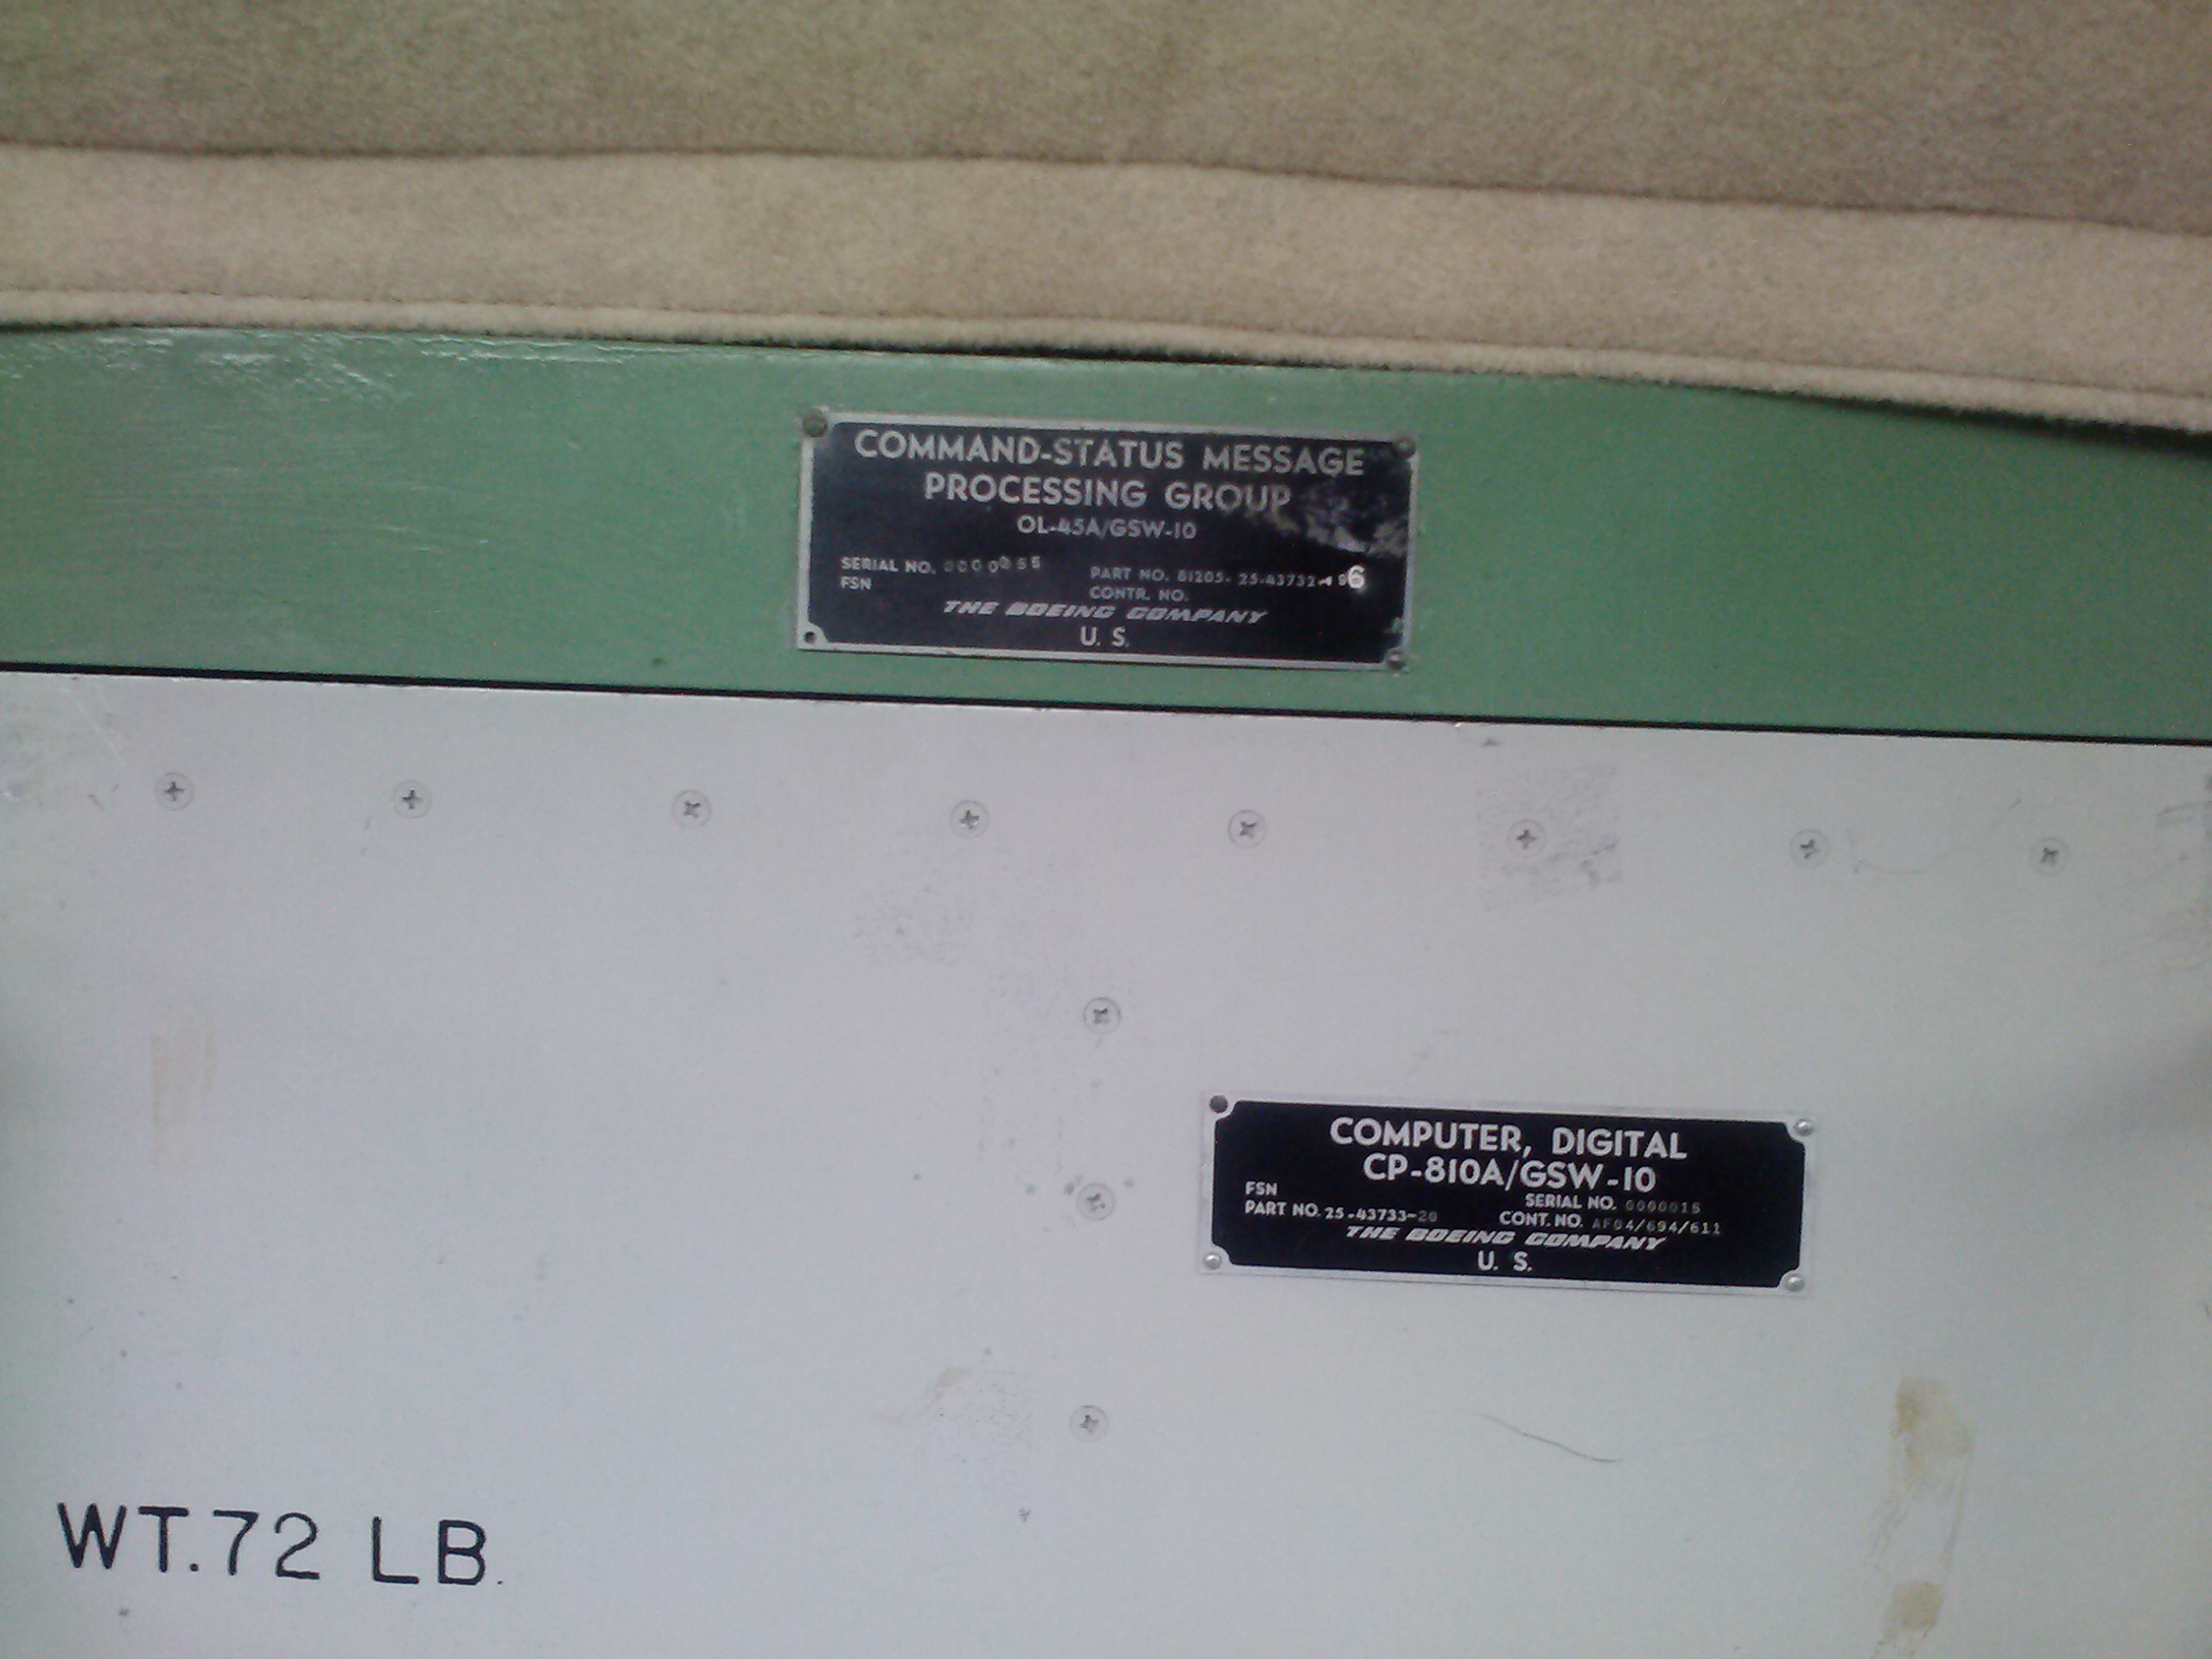 COMMAND-STATUS MESSAGE
PROCESSING GROUP
OL-45A/GSW-10
SERIAL NO.
PART NO. 81205- 25-43732
FSN
CONTR. NO.
THE BOEING COMPANY
U. S.
COMPUTER, DIGITAL
CP-810A/GSW-10
FSN
SERIAL NO. 0000015
PART NO. 25-43733-20
CONT. NO. AF04/694/611
THE BOEING COMPANY
U. S.
WT.72 LB.